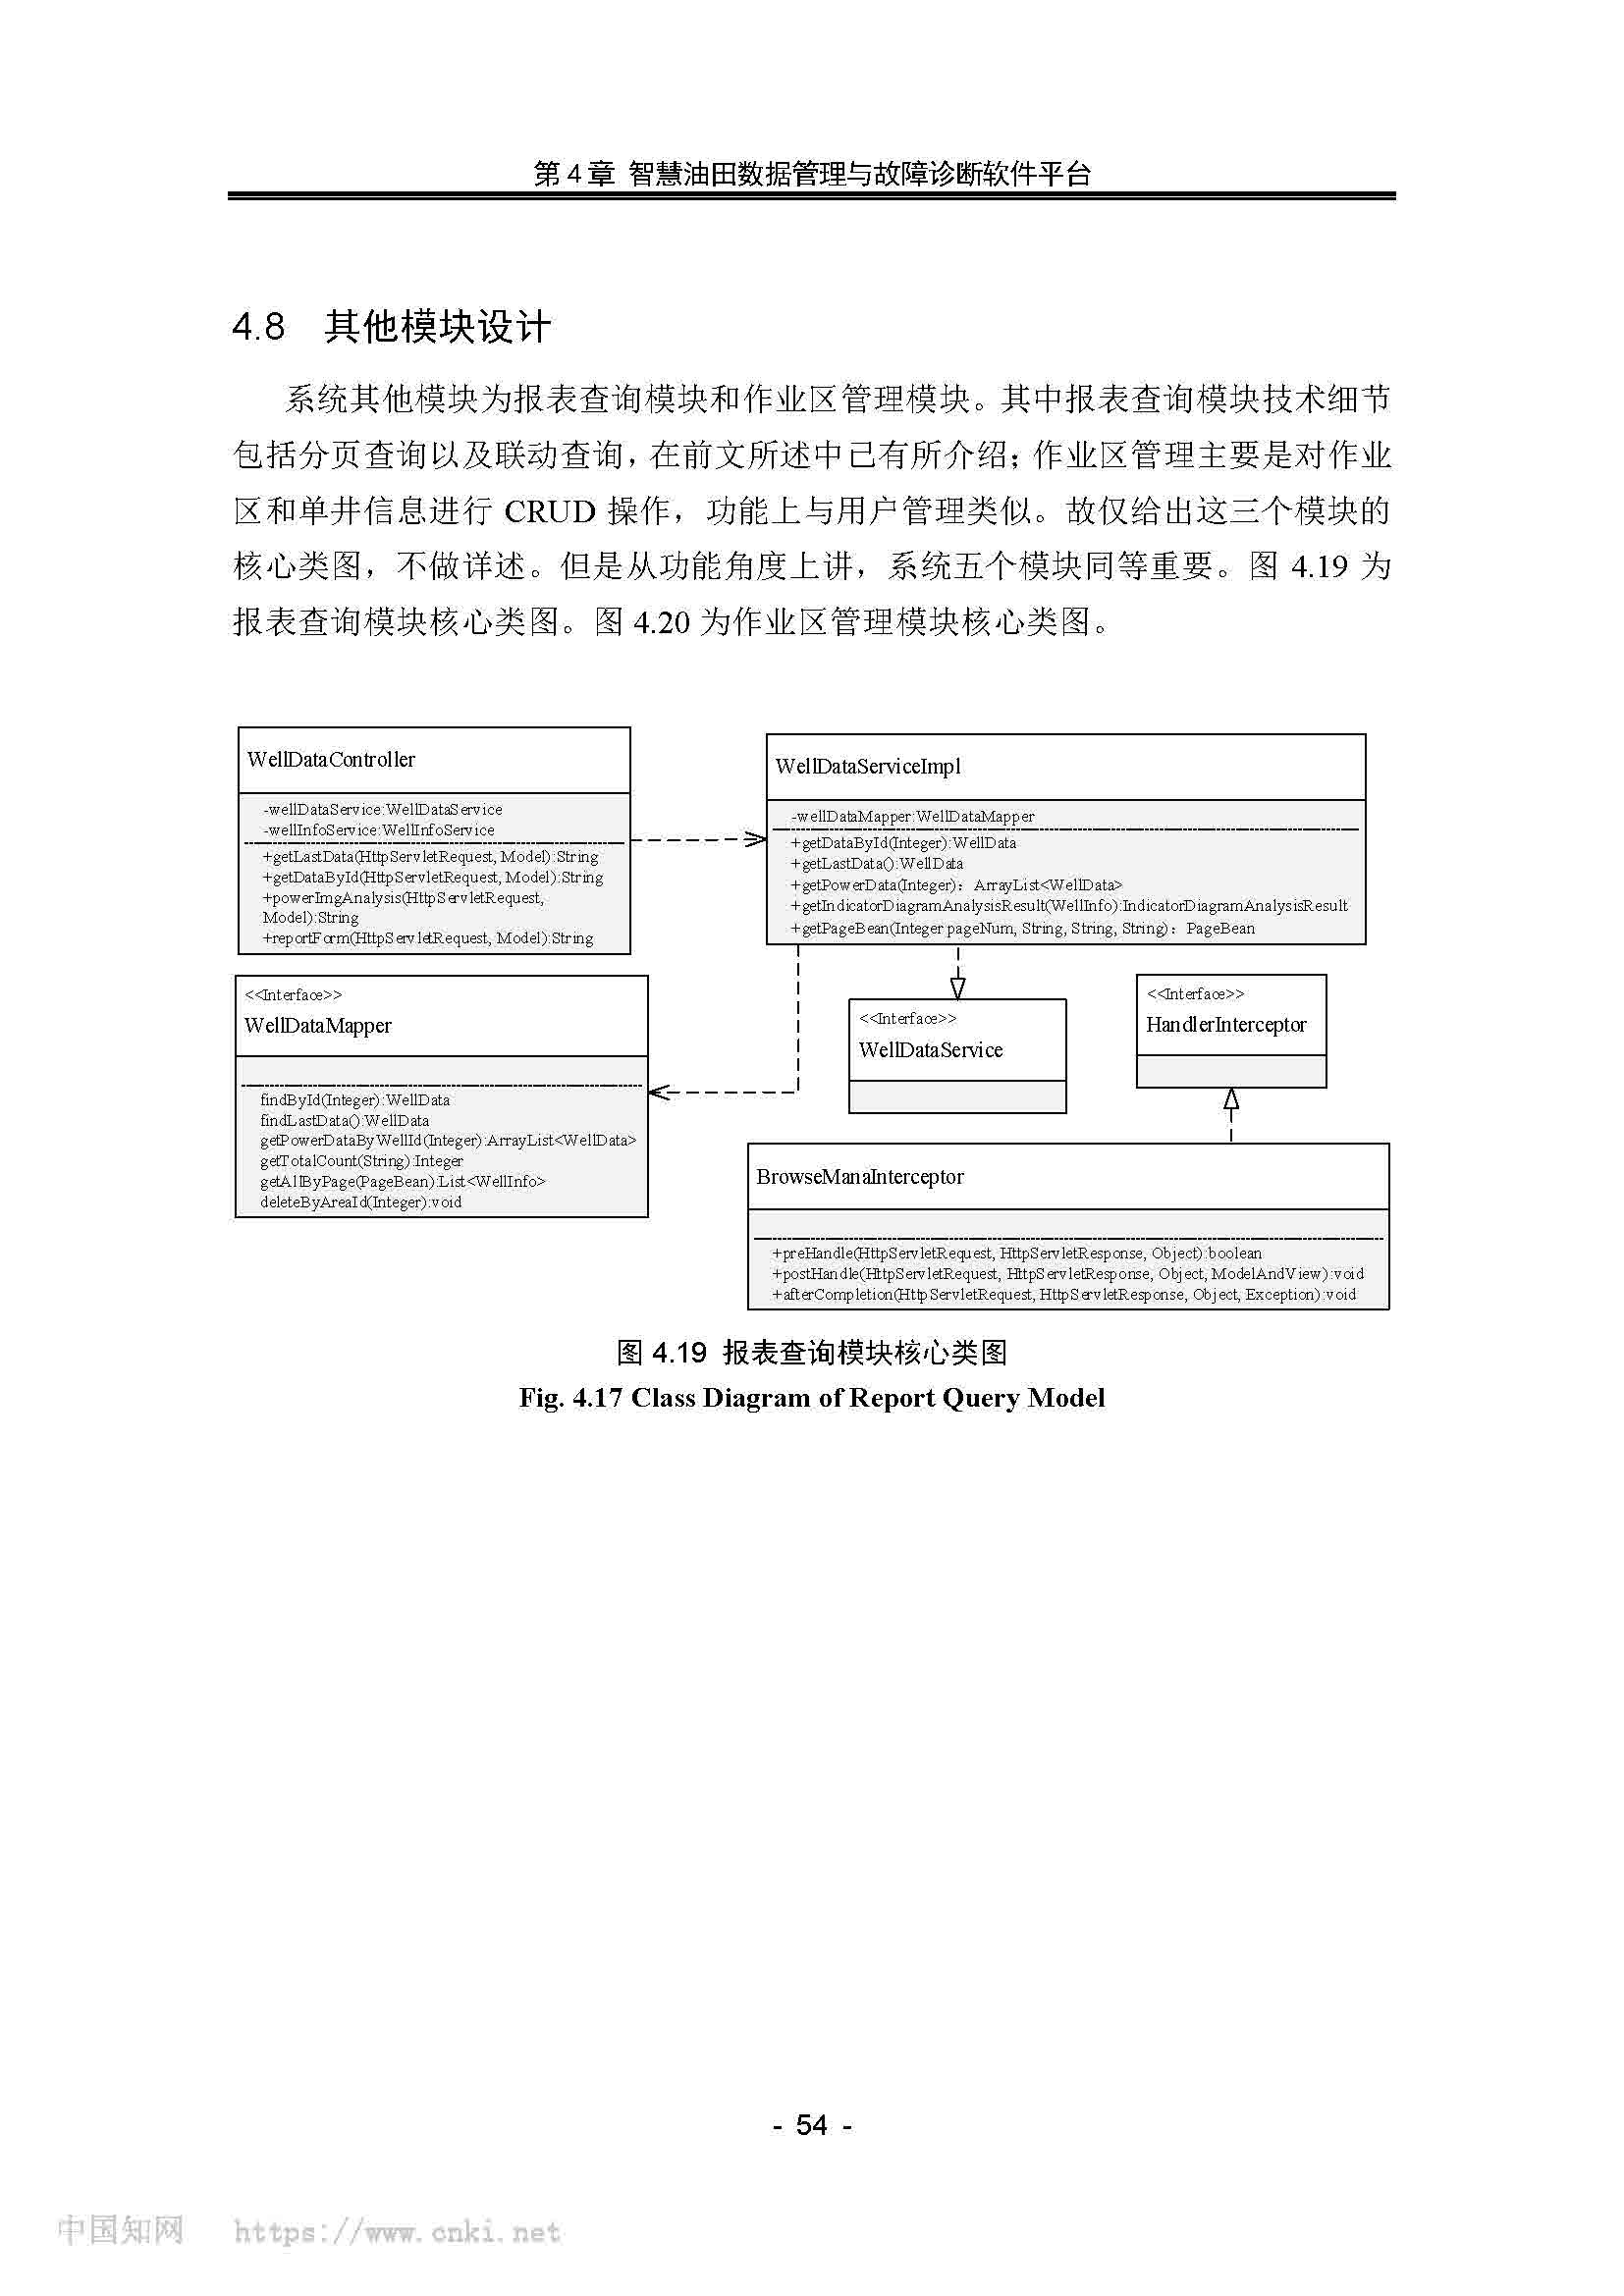 第 4 章 智慧油田数据管理与故障诊断软件平台
4.8 其他模块设计
系统其他模块为报表查询模块和作业区管理模块。其中报表查询模块技术细节
包括分页查询以及联动查询，在前文所述中已有所介绍；作业区管理主要是对作业
区和单井信息进行 CRUD 操作，功能上与用户管理类似。故仅给出这三个模块的
核心类图，不做详述。但是从功能角度上讲，系统五个模块同等重要。图 4.19 为
报表查询模块核心类图。图 4.20 为作业区管理模块核心类图。
WellDataController
-wellDataService:WellDataService
-wellInfoService:WellInfoService
+getLastData(HttpServletRequest, Model):String
+getDataById(HttpServletRequest, Model):String
+powerImgAnalysis(HttpServletRequest,
Model):String
+reportForm(HttpServletRequest, Model):String
WellDataServiceImpl
-wellDataMapper:WellDataMapper
+getDataById(Integer):WellData
+getLastData():WellData
+getPowerData(Integer)：ArrayList<WellData>
+getIndicatorDiagramAnalysisResult(WellInfo):IndicatorDiagramAnalysisResult
+getPageBean(Integer pageNum, String, String, String)：PageBean
<<Interface>>
WellDataMapper
findById(Integer):WellData
findLastData():WellData
getPowerDataByWellId(Integer):ArrayList<WellData>
getTotalCount(String):Integer
getAllByPage(PageBean):List<WellInfo>
deleteByAreaId(Integer):void
<<Interface>>
WellDataService
<<Interface>>
HandlerInterceptor
BrowseManaInterceptor
+preHandle(HttpServletRequest, HttpServletResponse, Object):boolean
+postHandle(HttpServletRequest, HttpServletResponse, Object, ModelAndView):void
+afterCompletion(HttpServletRequest, HttpServletResponse, Object, Exception):void
图 4.19 报表查询模块核心类图
Fig. 4.17 Class Diagram of Report Query Model
- 54 -
中国知网 https://www.cnki.net